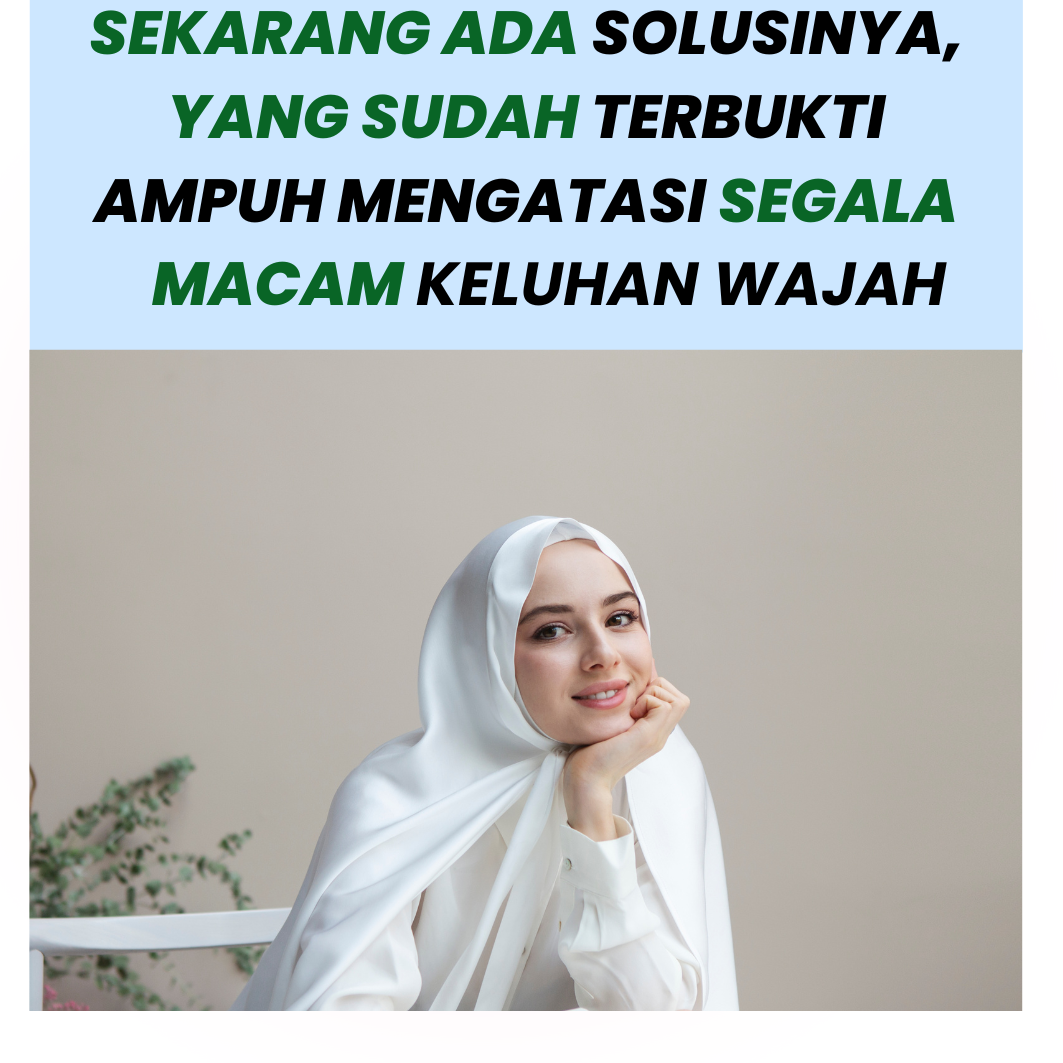 SEKARANG ADA SOLUSINYA,
YANG SUDAH TERBUKTI
AMPUH MENGATASI SEGALA
MACAM KELUHAN WAJAH